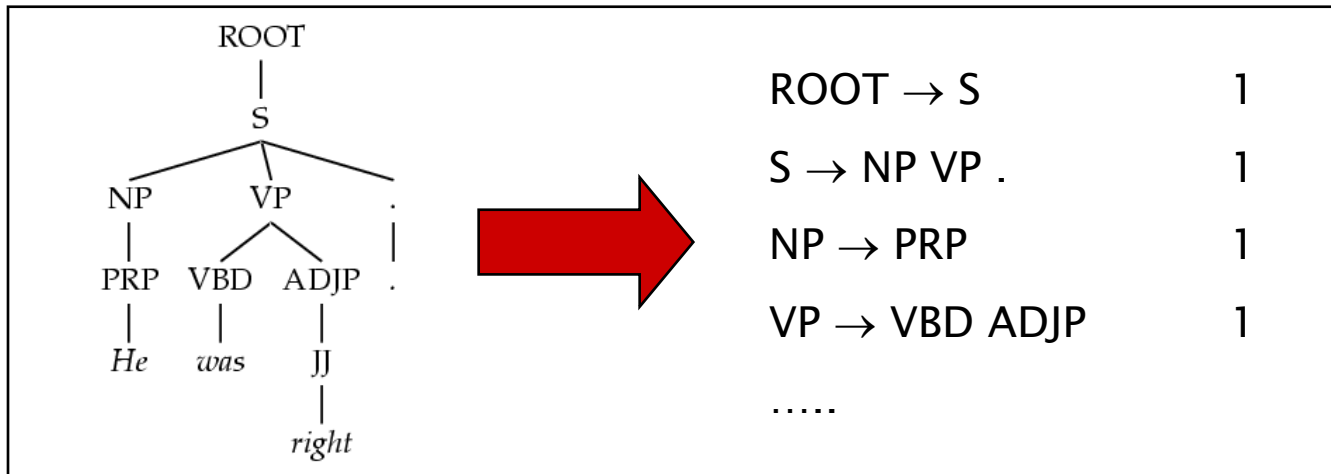 ROOT
S
NP VP .
PRP VBD ADJP .
He was JJ
right
ROOT → S 1
S → NP VP . 1
NP → PRP 1
VP → VBD ADJP 1
…..